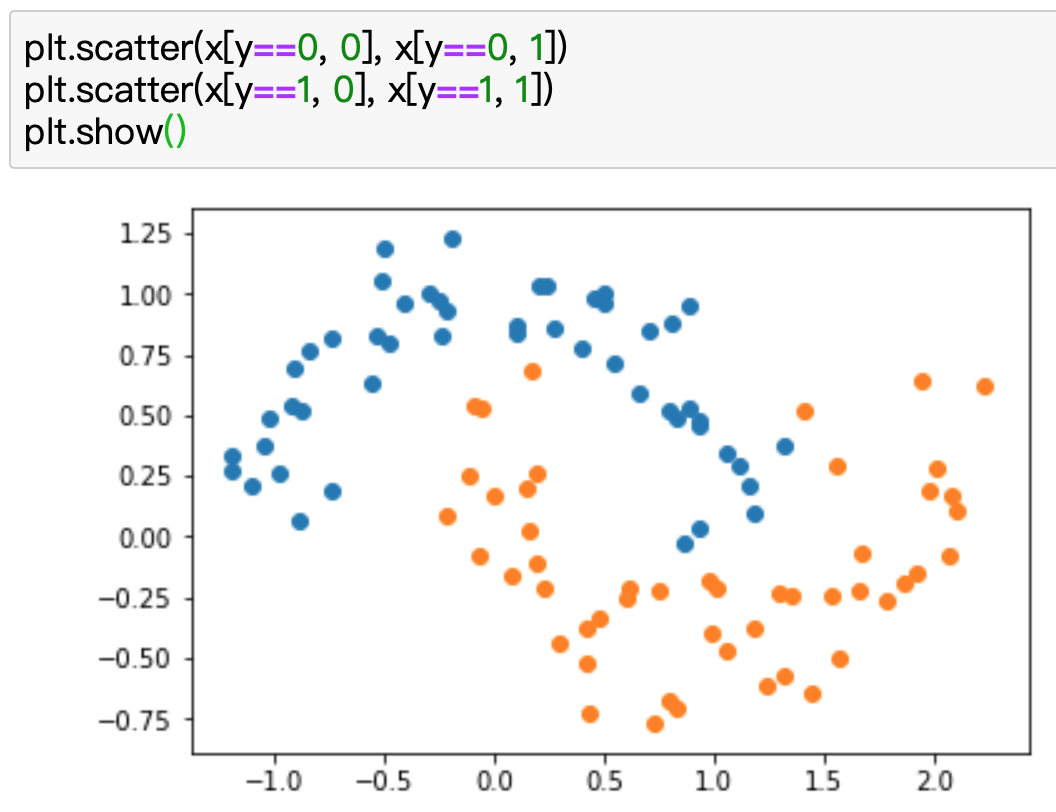 plt.scatter(x[y==0, 0], x[y==0, 1])
plt.scatter(x[y==1, 0], x[y==1, 1])
plt.show()
1.25
1.00
0.75
0.50
0.25
0.00
−0.25
−0.50
−0.75
−1.0 −0.5 0.0 0.5 1.0 1.5 2.0